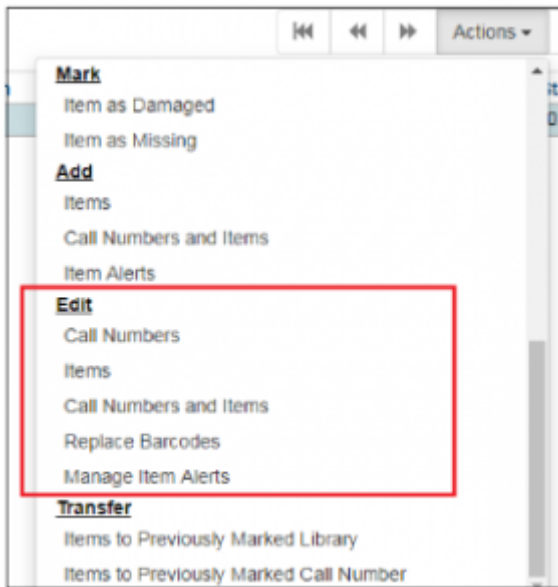 Actions
Mark
Item as Damaged
Item as Missing
Add
Items
Call Numbers and Items
Item Alerts
Edit
Call Numbers
Items
Call Numbers and Items
Replace Barcodes
Manage Item Alerts
Transfer
Items to Previously Marked Library
Items to Previously Marked Call Number